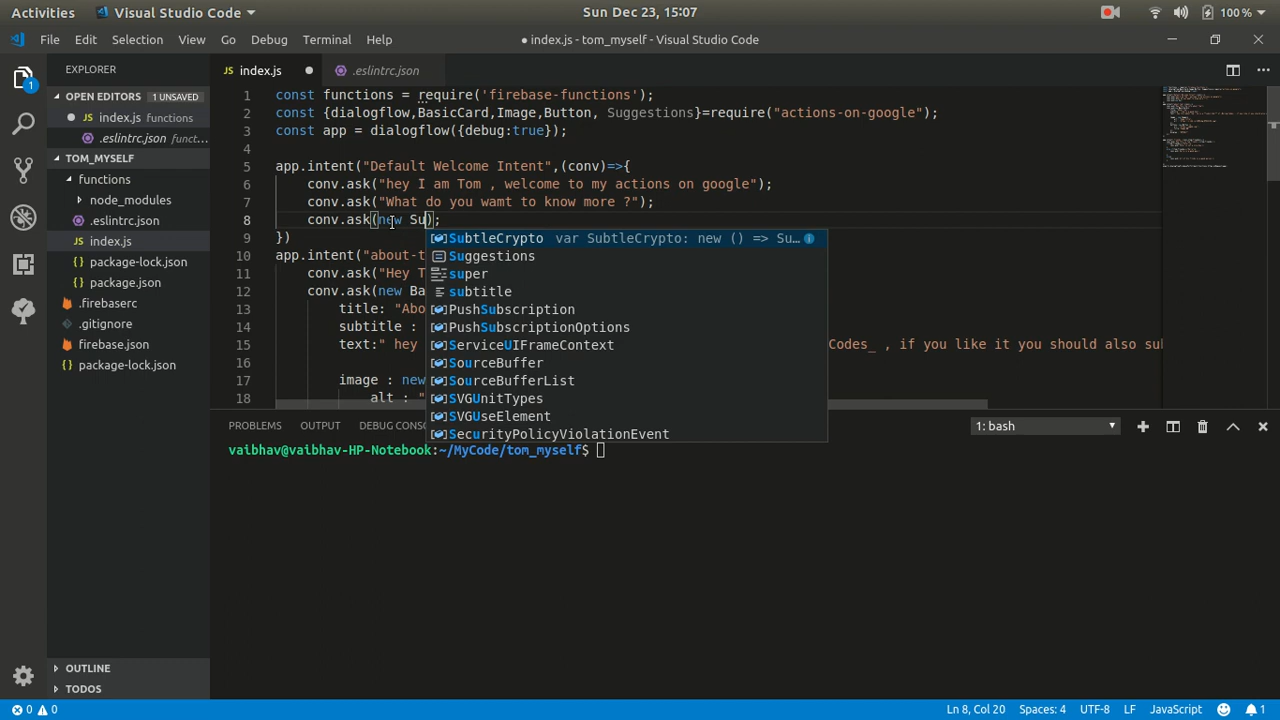 Activities Visual Studio Code Sun Dec 23, 15:07 100 %
File Edit Selection View Go Debug Terminal Help ● index.js - tom_myself - Visual Studio Code
EXPLORER index.js .eslintrc.json
OPEN EDITORS 1 UNSAVED
index.js functions
.eslintrc.json funct...
TOM_MYSELF
functions
node_modules
.eslintrc.json
index.js
package-lock.json
package.json
.firebaserc
.gitignore
firebase.json
package-lock.json
OUTLINE
TODOS
1 const functions = require('firebase-functions');
2 const {dialogflow,BasicCard,Image,Button, Suggestions}=require("actions-on-google");
3 const app = dialogflow({debug:true});
4
5 app.intent("Default Welcome Intent",(conv)=>{
6 conv.ask("hey I am Tom , welcome to my actions on google");
7 conv.ask("What do you wamt to know more ?");
8 conv.ask(new Su);
9 })
10 app.intent("about-t
11 conv.ask("Hey T
12 conv.ask(new Ba
13 title: "Abo
14 subtitle :
15 text:" hey Codes_ , if you like it you should also su
16
17 image : new
18 alt : "
SubtleCrypto var SubtleCrypto: new () => Su...
Suggestions
super
subtitle
PushSubscription
PushSubscriptionOptions
ServiceUIFrameContext
SourceBuffer
SourceBufferList
SVGUnitTypes
SVGUseElement
SecurityPolicyViolationEvent
PROBLEMS OUTPUT DEBUG CONS 1: bash
vaibhav@vaibhav-HP-Notebook:~/MyCode/tom_myself$
0 0 Ln 8, Col 20 Spaces: 4 UTF-8 LF JavaScript 1